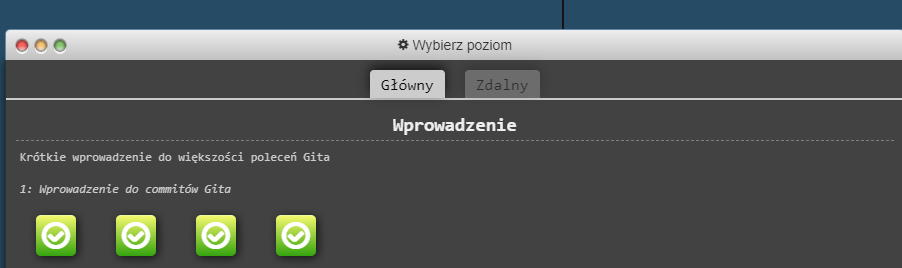 Wybierz poziom
Główny Zdalny
Wprowadzenie
Krótkie wprowadzenie do większości poleceń Gita
1: Wprowadzenie do commitów Gita